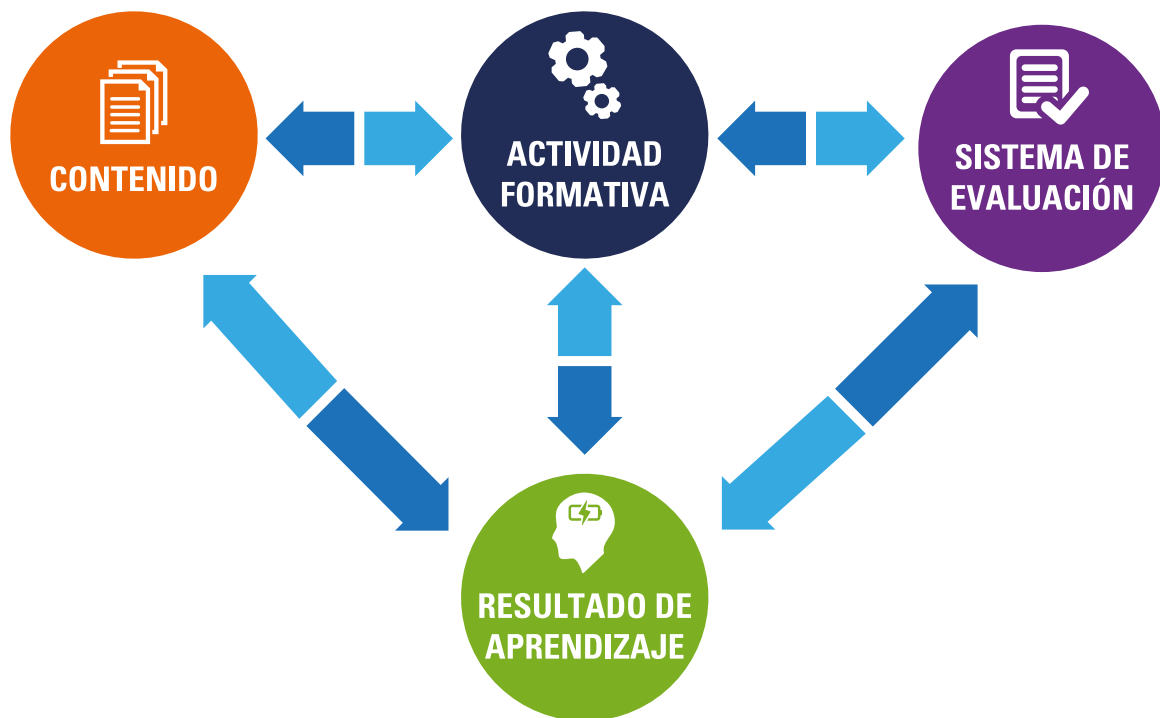 CONTENIDO
ACTIVIDAD
FORMATIVA
SISTEMA DE
EVALUACIÓN
RESULTADO DE
APRENDIZAJE